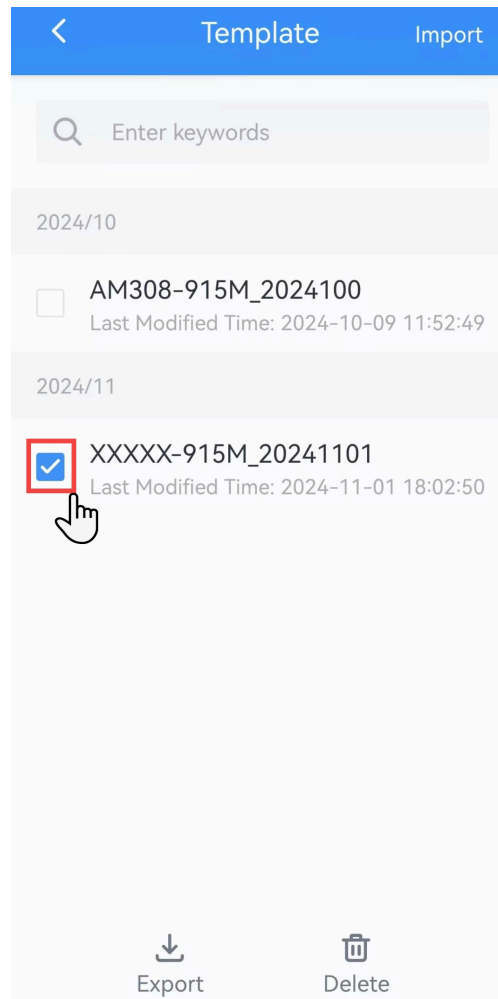 Template
Import
Enter keywords
2024/10
AM308-915M_2024100
Last Modified Time: 2024-10-09 11:52:49
2024/11
XXXXX-915M_20241101
Last Modified Time: 2024-11-01 18:02:50
Export
Delete